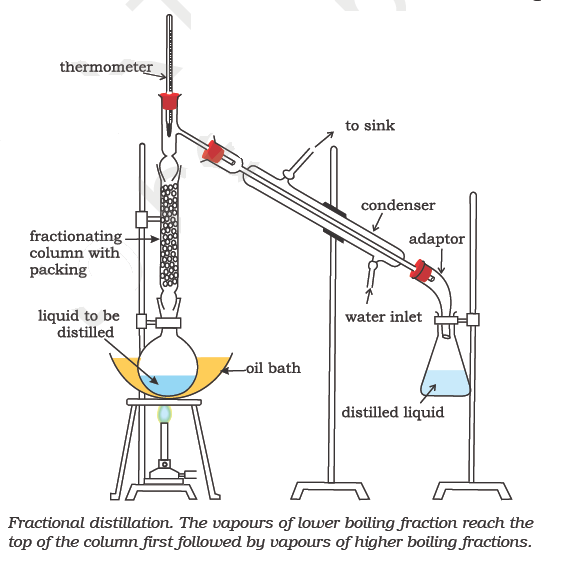 thermometer
to sink
condenser
adaptor
fractionating
column with
packing
water inlet
liquid to be
distilled
oil bath
distilled liquid
Fractional distillation. The vapours of lower boiling fraction reach the
top of the column first followed by vapours of higher boiling fractions.